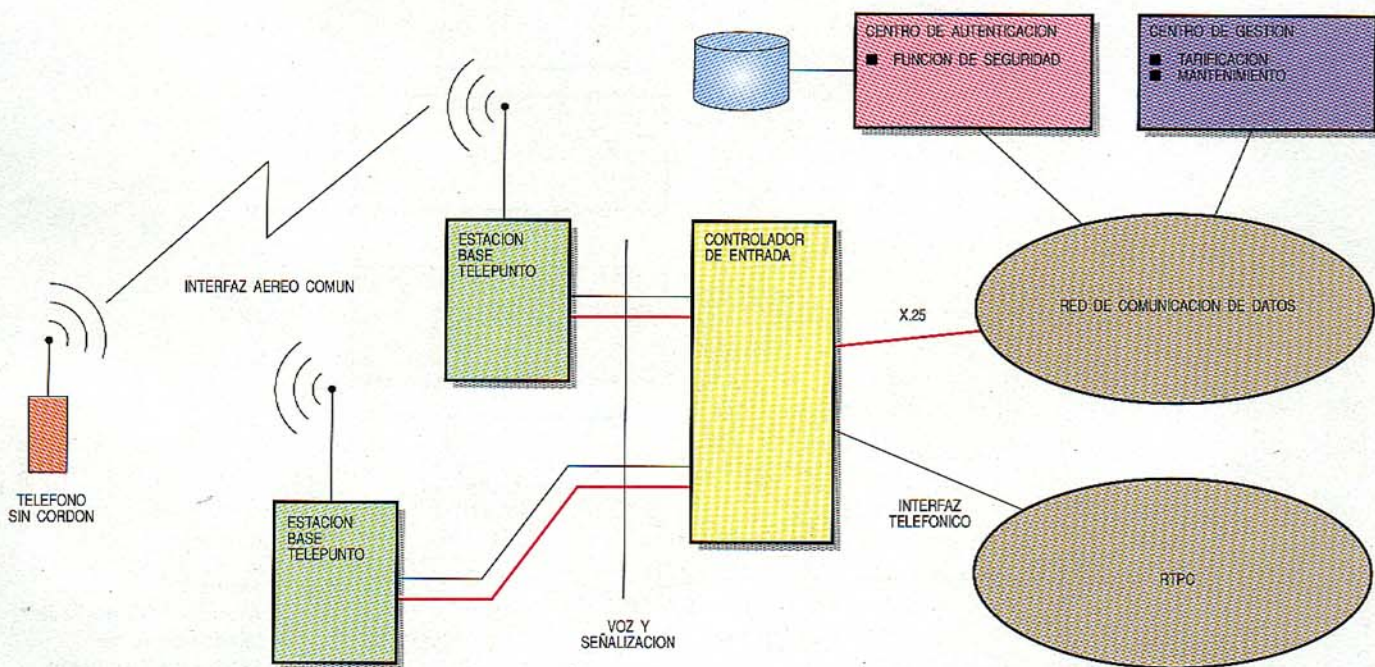 CENTRO DE AUTENTICACION
■ FUNCION DE SEGURIDAD
CENTRO DE GESTION
■ TARIFICACION
■ MANTENIMIENTO
ESTACION
BASE
TELEPUNTO
CONTROLADOR
DE ENTRADA
INTERFAZ AEREO COMUN
RED DE COMUNICACION DE DATOS
X.25
TELEFONO
SIN CORDON
ESTACION
BASE
TELEPUNTO
INTERFAZ
TELEFONICO
RTPC
VOZ Y
SEÑALIZACION